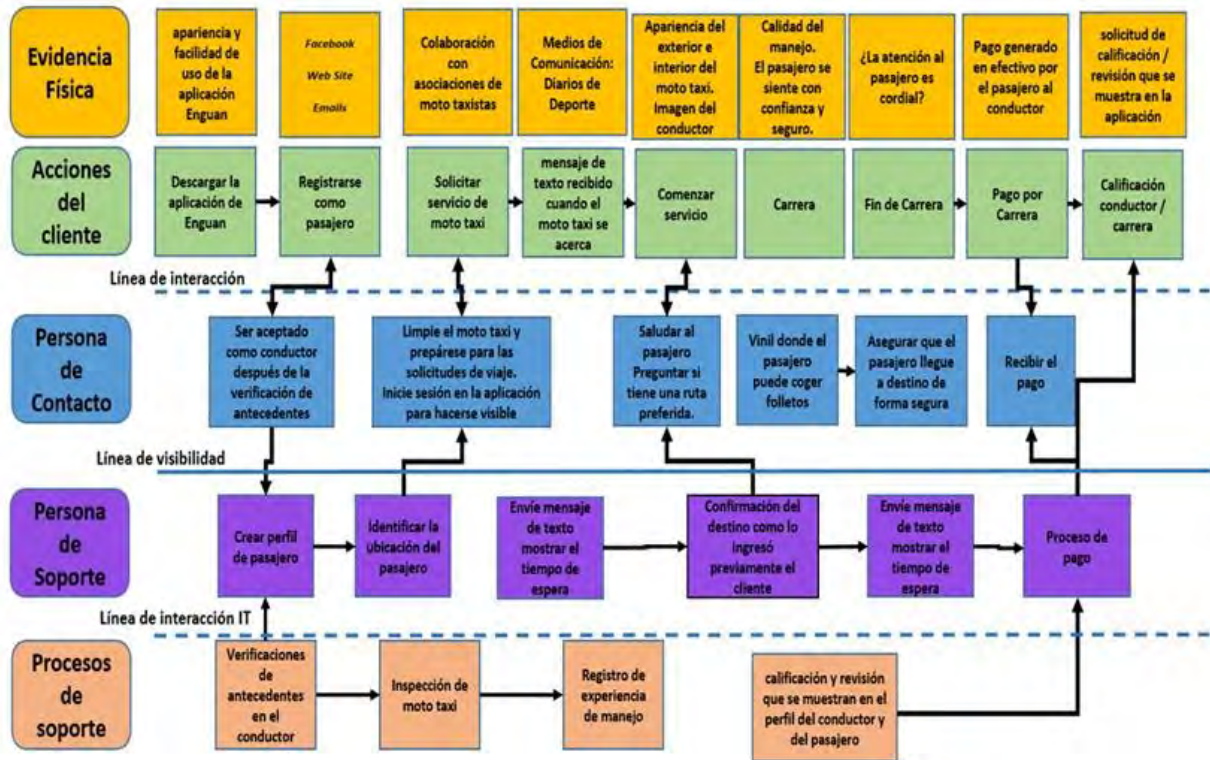 Evidencia
Física
apariencia y
facilidad de
uso de la
aplicación
Enguan
Facebook
Web Site
Emails
Colaboración
con
asociaciones de
moto taxistas
Medios de
Comunicación:
Diarios de
Deporte
Apariencia del
exterior e
interior del
moto taxi.
Imagen del
conductor
Calidad del
manejo.
El pasajero se
siente con
confianza y
seguro.
¿La atención al
pasajero es
cordial?
Pago generado
en efectivo por
el pasajero al
conductor
solicitud de
calificación /
revisión que se
muestra en la
aplicación
Acciones
del
cliente
Descargar la
aplicación de
Enguan
Registrarse
como
pasajero
Solicitar
servicio de
moto taxi
mensaje de
texto recibido
cuando el
moto taxi se
acerca
Comenzar
servicio
Carrera
Fin de Carrera
Pago por
Carrera
Calificación
conductor /
carrera
Línea de interacción
Persona
de
Contacto
Ser aceptado
como conductor
después de la
verificación de
antecedentes
Limpie el moto taxi y
prepárese para las
solicitudes de viaje.
Inicie sesión en la aplicación
para hacerse visible
Saludar al
pasajero
Preguntar si
tiene una ruta
preferida.
Vinil donde el
pasajero
puede coger
folletos
Asegurar que el
pasajero llegue
a destino de
forma segura
Recibir el
pago
Línea de visibilidad
Persona
de
Soporte
Crear perfil
de pasajero
Identificar la
ubicación del
pasajero
Envíe mensaje
de texto
mostrar el
tiempo de
espera
Confirmación del
destino como lo
ingresó
previamente el
cliente
Envíe mensaje
de texto
mostrar el
tiempo de
espera
Proceso de
pago
Línea de interacción IT
Procesos
de
soporte
Verificaciones
de
antecedentes
en el
conductor
Inspección de
moto taxi
Registro de
experiencia
de manejo
calificación y revisión
que se muestran en el
perfil del conductor y
del pasajero